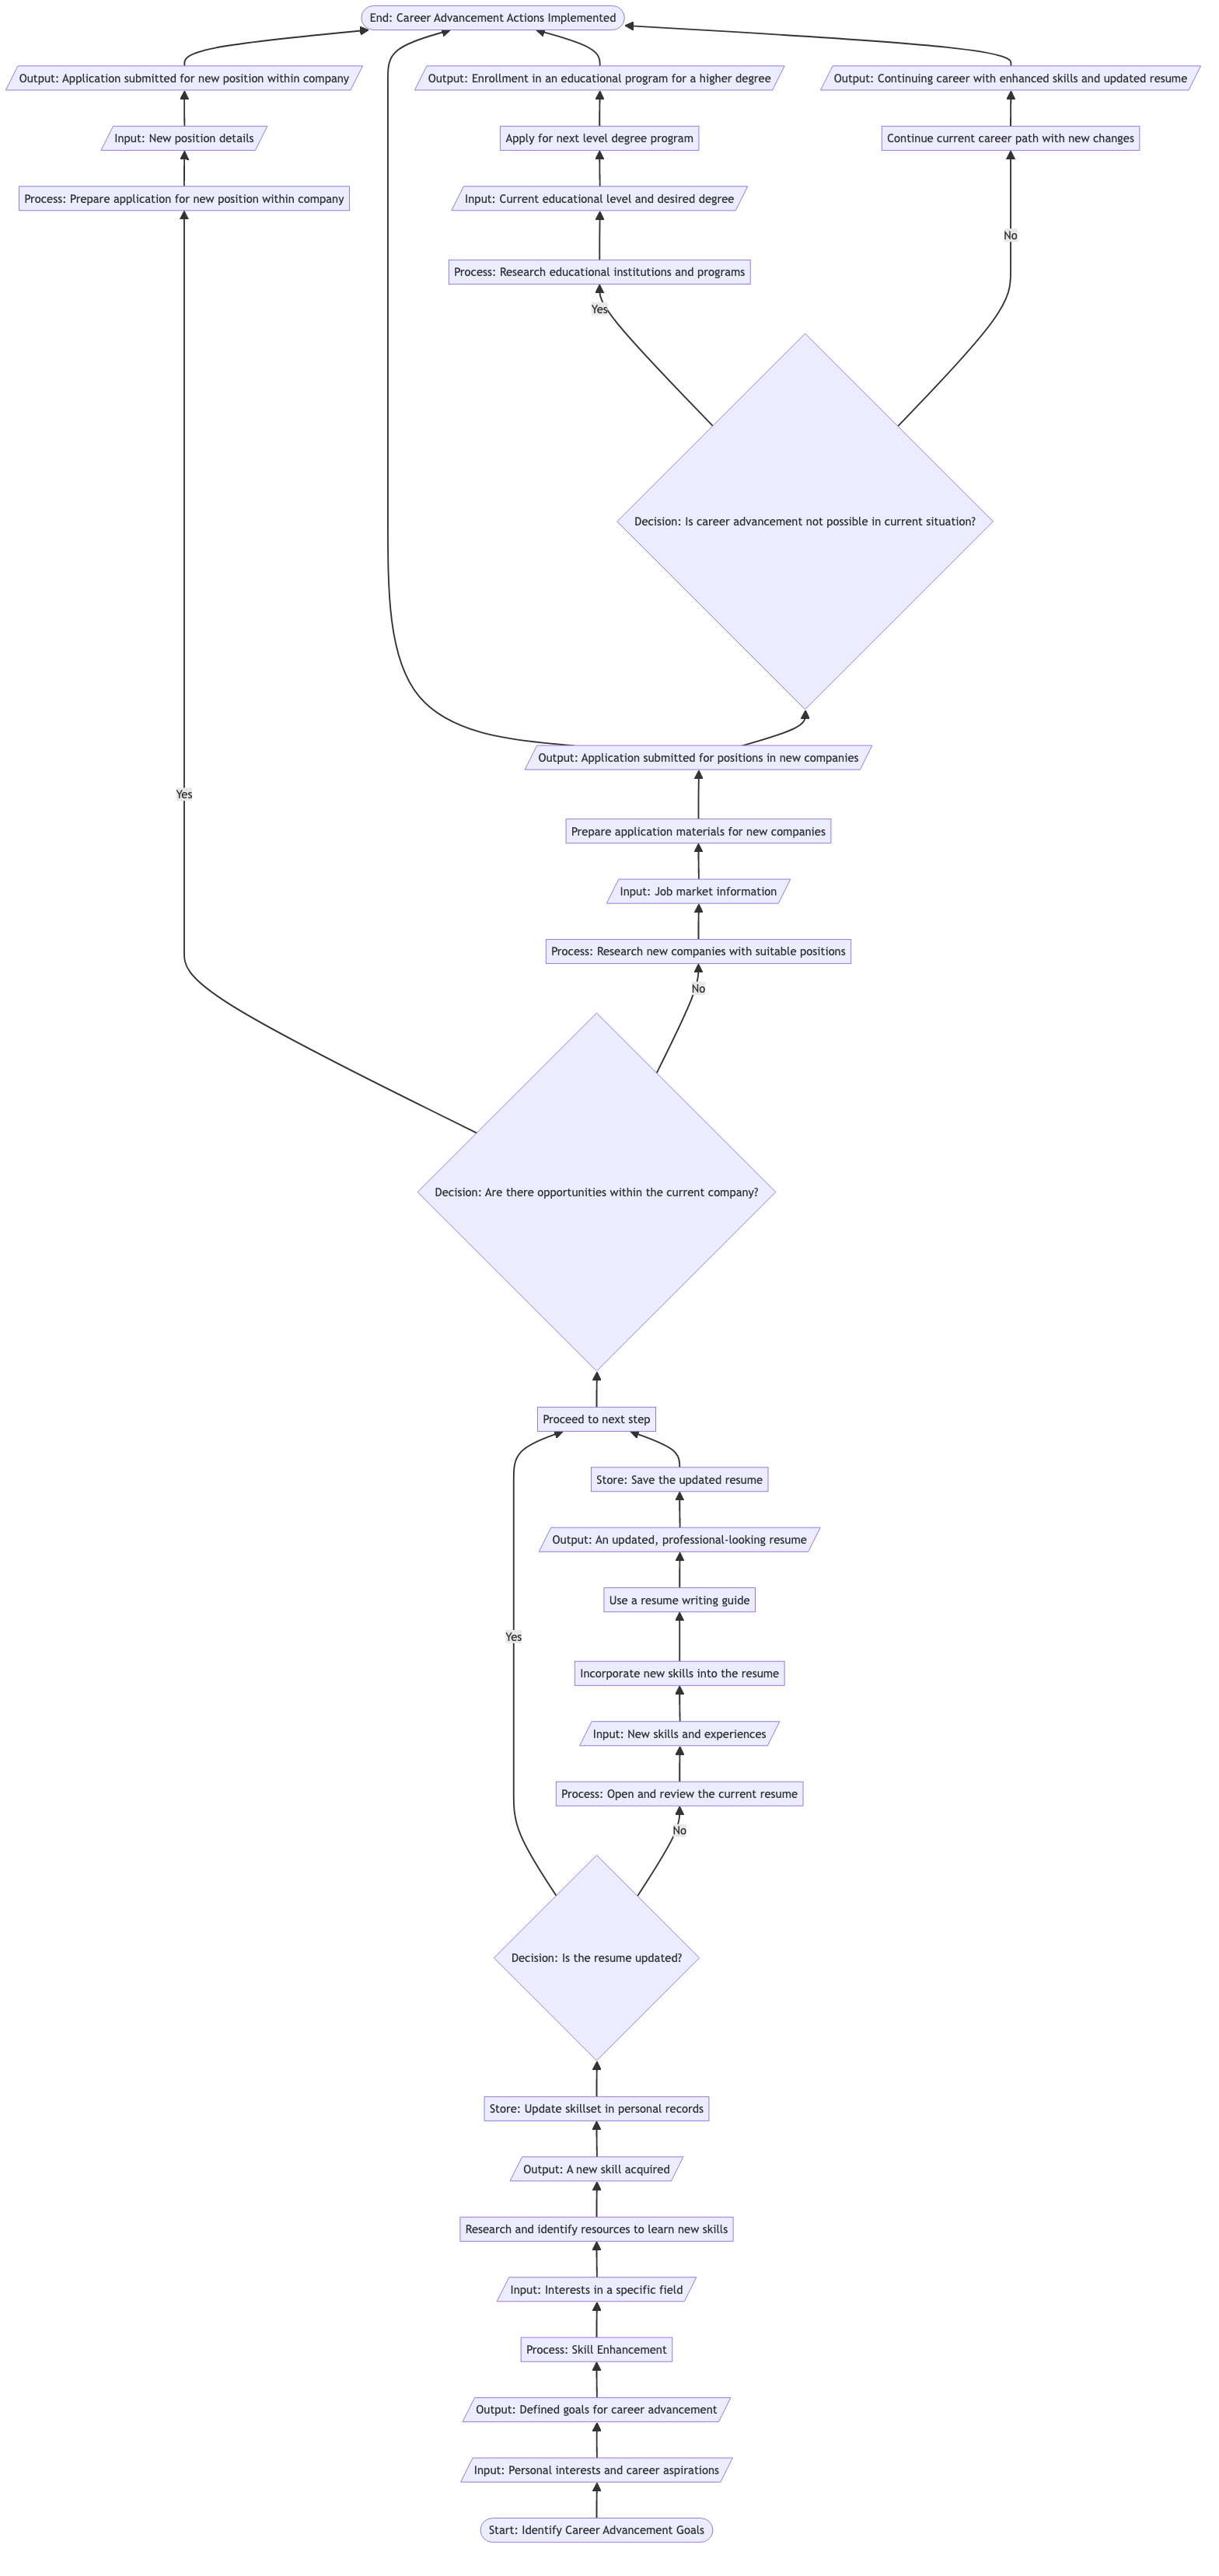 End: Career Advancement Actions Implemented
Output: Application submitted for new position within company
Output: Enrollment in an educational program for a higher degree
Output: Continuing career with enhanced skills and updated resume
Input: New position details
Apply for next level degree program
Continue current career path with new changes
Process: Prepare application for new position within company
Input: Current educational level and desired degree
No
Process: Research educational institutions and programs
Yes
Decision: Is career advancement not possible in current situation?
Output: Application submitted for positions in new companies
Yes
Prepare application materials for new companies
Input: Job market information
Process: Research new companies with suitable positions
No
Decision: Are there opportunities within the current company?
Proceed to next step
Store: Save the updated resume
Output: An updated, professional-looking resume
Use a resume writing guide
Yes
Incorporate new skills into the resume
Input: New skills and experiences
Process: Open and review the current resume
No
Decision: Is the resume updated?
Store: Update skillset in personal records
Output: A new skill acquired
Research and identify resources to learn new skills
Input: Interests in a specific field
Process: Skill Enhancement
Output: Defined goals for career advancement
Input: Personal interests and career aspirations
Start: Identify Career Advancement Goals